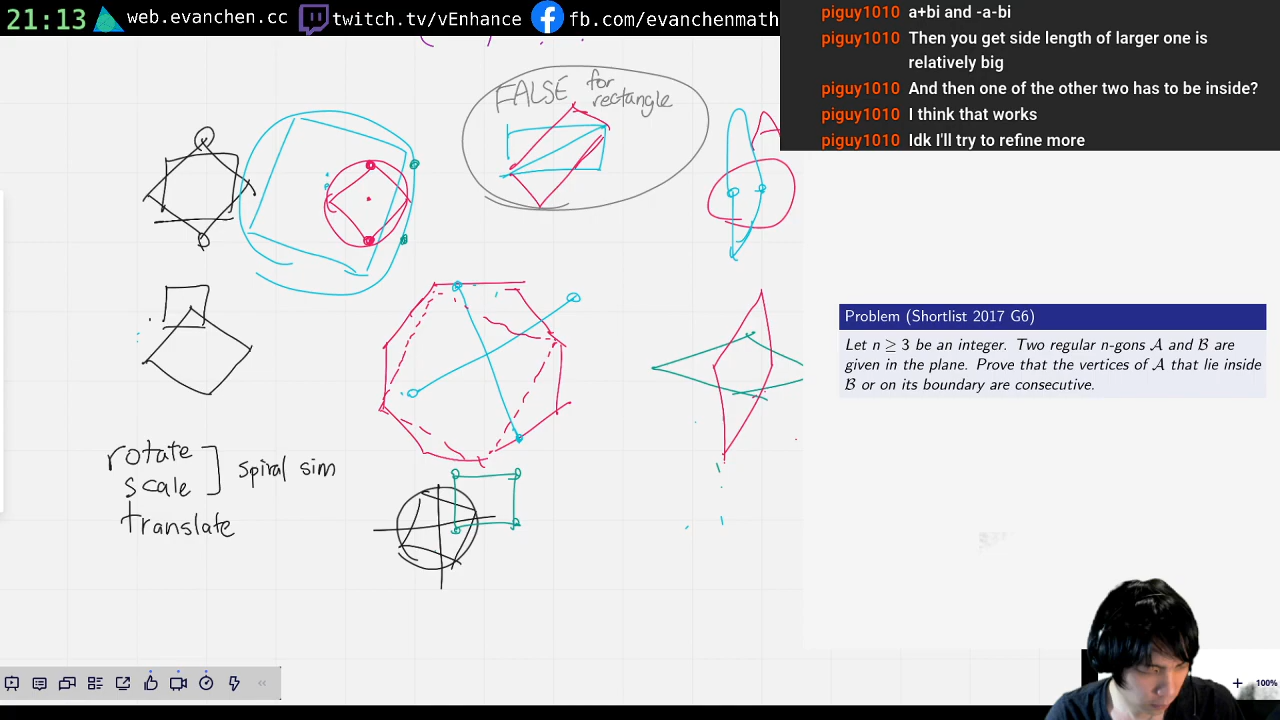 21:13 web.evanchen.cc twitch.tv/vEnhance fb.com/evanchenmath
piguy1010 a+bi and -a-bi
piguy1010 Then you get side length of larger one is
relatively big
piguy1010 And then one of the other two has to be inside?
piguy1010 I think that works
piguy1010 Idk I'll try to refine more
FALSE for
rectangle
Problem (Shortlist 2017 G6)
Let n ≥ 3 be an integer. Two regular n-gons 𝒜 and ℬ are
given in the plane. Prove that the vertices of 𝒜 that lie inside
ℬ or on its boundary are consecutive.
rotate
scale
spiral sim
translate
100%